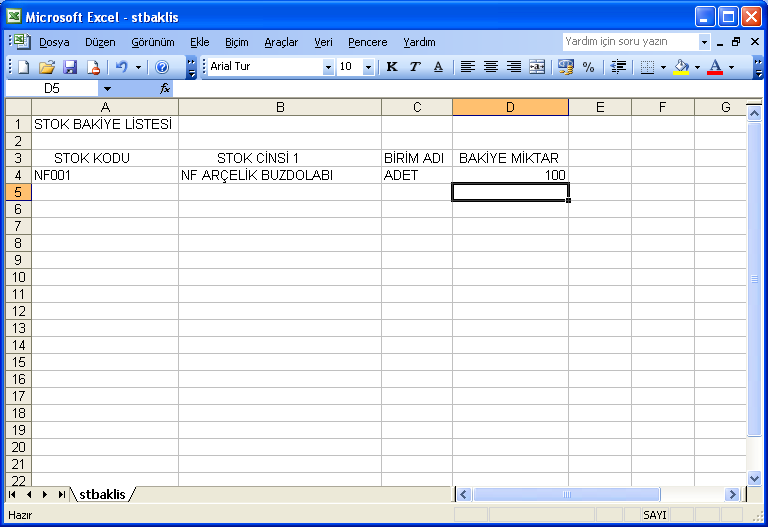 Microsoft Excel - stbaklis
Dosya Düzen Görünüm Ekle Biçim Araçlar Veri Pencere Yardım Yardım için soru yazın
Arial Tur 10 K T A %
D5 fx
A B C D E F G
1 STOK BAKİYE LİSTESİ
2
3 STOK KODU STOK CİNSİ 1 BİRİM ADI BAKİYE MİKTAR
4 NF001 NF ARÇELİK BUZDOLABI ADET 100
5
6
7
8
9
10
11
12
13
14
15
16
17
18
19
20
21
22
stbaklis
Hazır SAYI